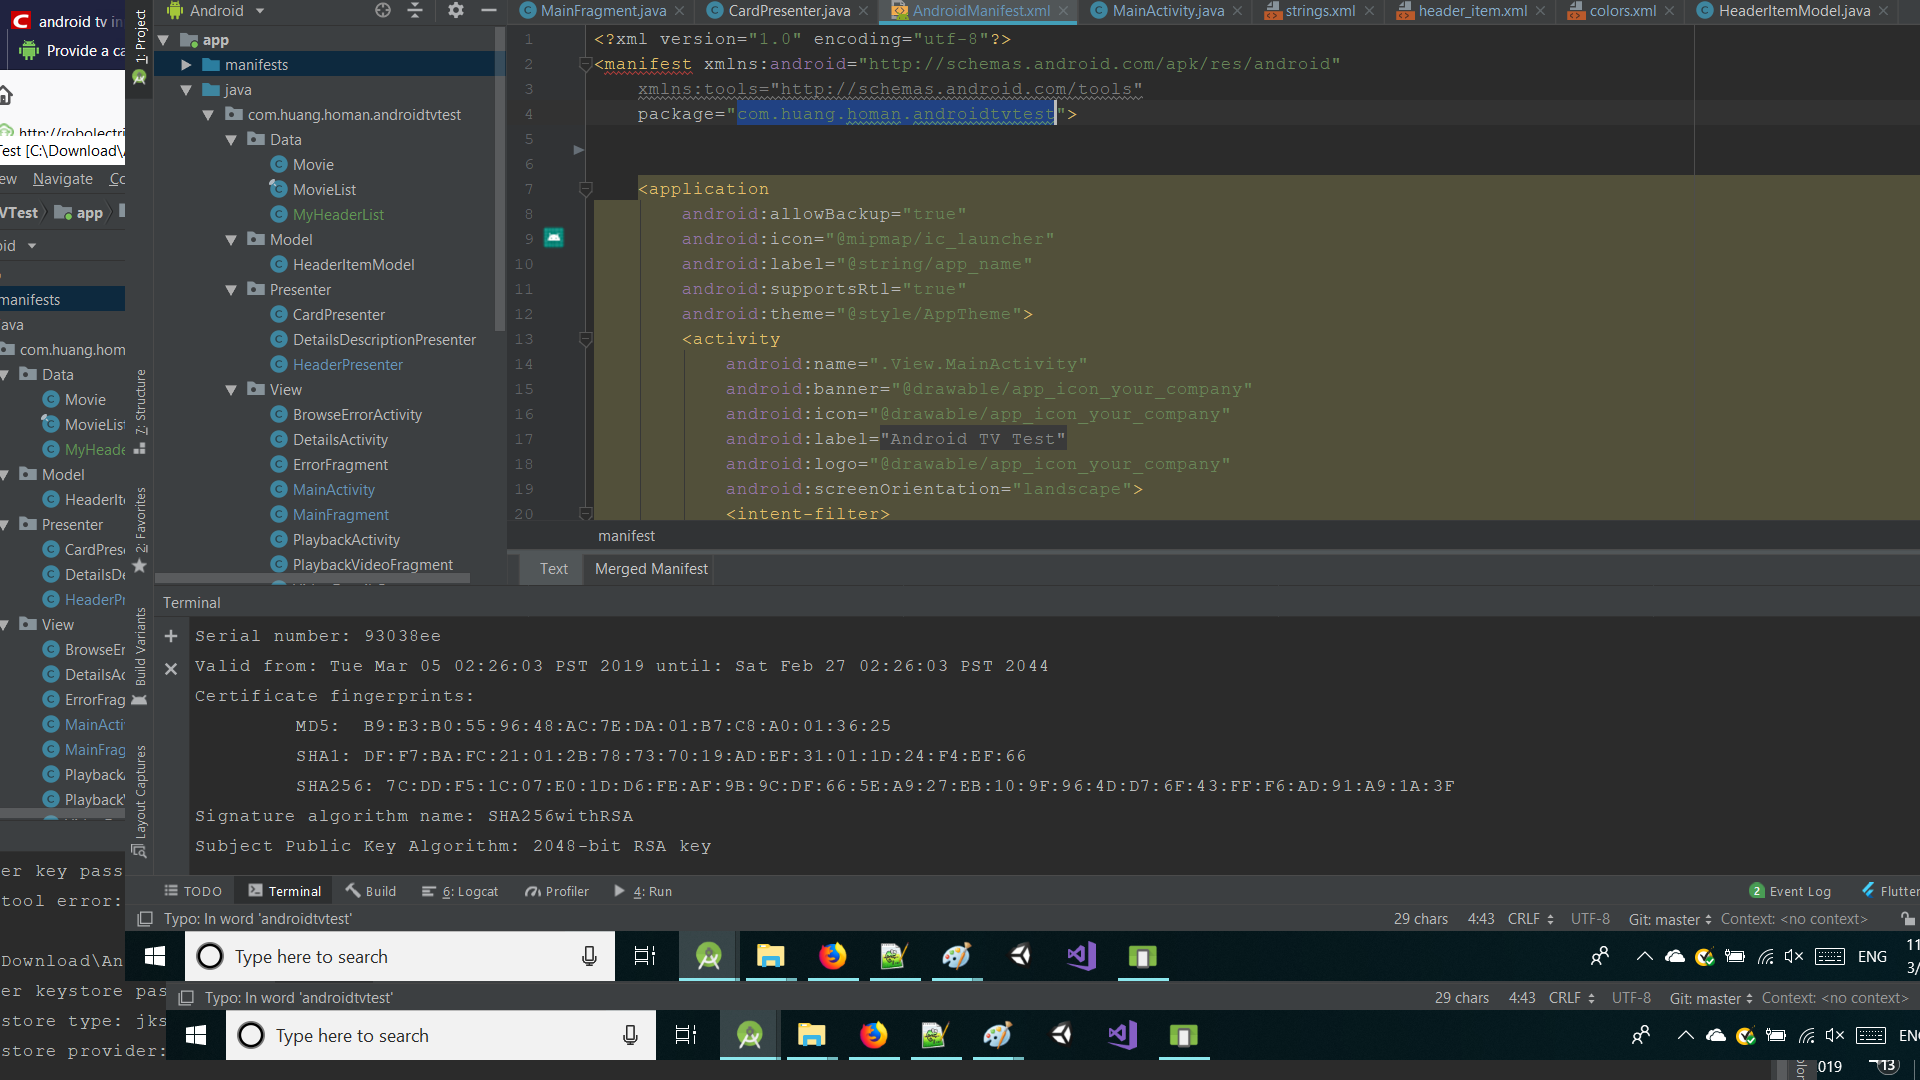 android tv in
Provide a ca
http://robolectri
Test [C:\Download\
ew Navigate Co
VTest app
oid
manifests
ava
com.huang.hom
Data
Movie
MovieList
MyHeade
Model
HeaderIte
Presenter
CardPrese
DetailsDe
HeaderPr
View
BrowseEr
DetailsAc
ErrorFrag
MainActi
MainFrag
Playback
Playback
er key pass
tool error:
Download\An
er keystore pas
store type: jks
store provider:
1: Project
7: Structure
2: Favorites
Build Variants
Layout Captures
Android
app
manifests
java
com.huang.homan.androidtvtest
Data
Movie
MovieList
MyHeaderList
Model
HeaderItemModel
Presenter
CardPresenter
DetailsDescriptionPresenter
HeaderPresenter
View
BrowseErrorActivity
DetailsActivity
ErrorFragment
MainActivity
MainFragment
PlaybackActivity
PlaybackVideoFragment
MainFragment.java CardPresenter.java AndroidManifest.xml MainActivity.java strings.xml header_item.xml colors.xml HeaderItemModel.java
1 <?xml version="1.0" encoding="utf-8"?>
2 <manifest xmlns:android="http://schemas.android.com/apk/res/android"
3 xmlns:tools="http://schemas.android.com/tools"
4 package="com.huang.homan.androidtvtest">
5
6
7 <application
8 android:allowBackup="true"
9 android:icon="@mipmap/ic_launcher"
10 android:label="@string/app_name"
11 android:supportsRtl="true"
12 android:theme="@style/AppTheme">
13 <activity
14 android:name=".View.MainActivity"
15 android:banner="@drawable/app_icon_your_company"
16 android:icon="@drawable/app_icon_your_company"
17 android:label="Android TV Test"
18 android:logo="@drawable/app_icon_your_company"
19 android:screenOrientation="landscape">
20 <intent-filter>
manifest
Text Merged Manifest
Terminal
Serial number: 93038ee
Valid from: Tue Mar 05 02:26:03 PST 2019 until: Sat Feb 27 02:26:03 PST 2044
Certificate fingerprints:
MD5: B9:E3:B0:55:96:48:AC:7E:DA:01:B7:C8:A0:01:36:25
SHA1: DF:F7:BA:FC:21:01:2B:78:73:70:19:AD:EF:31:01:1D:24:F4:EF:66
SHA256: 7C:DD:F5:1C:07:E0:1D:D6:FE:AF:9B:9C:DF:66:5E:A9:27:EB:10:9F:96:4D:D7:6F:43:FF:F6:AD:91:A9:1A:3F
Signature algorithm name: SHA256withRSA
Subject Public Key Algorithm: 2048-bit RSA key
TODO Terminal Build 6: Logcat Profiler 4: Run 2 Event Log Flutter
Typo: In word 'androidtvtest' 29 chars 4:43 CRLF UTF-8 Git: master Context: <no context>
Type here to search ENG 11
3/
Typo: In word 'androidtvtest' 29 chars 4:43 CRLF UTF-8 Git: master Context: <no context>
Type here to search EN
019 13